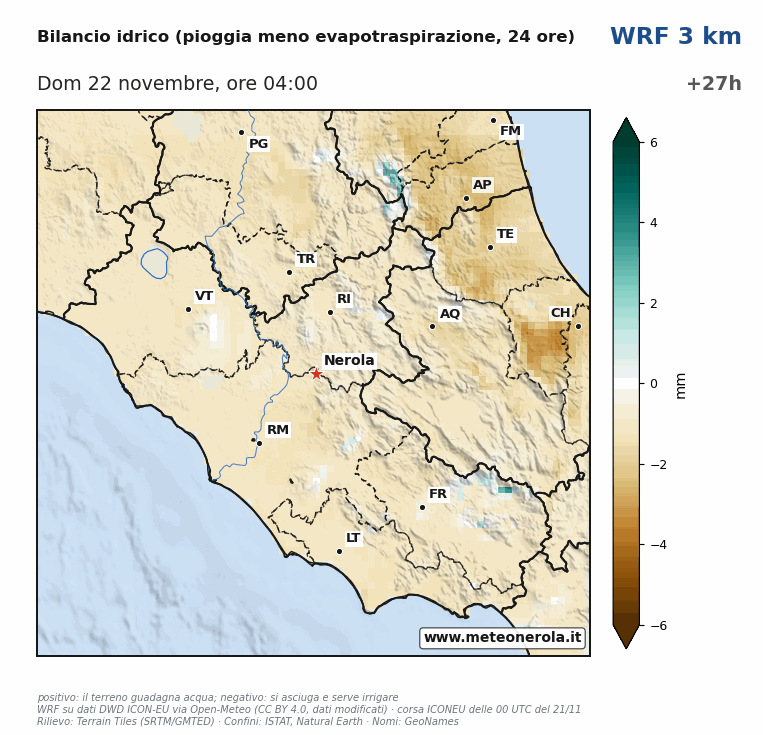 Bilancio idrico (pioggia meno evapotraspirazione, 24 ore)
WRF 3 km
Dom 22 novembre, ore 04:00
+27h
FM
PG
AP
TE
TR
VT
RI
AQ
CH
Nerola
RM
FR
LT
6
4
2
0
−2
−4
−6
mm
www.meteonerola.it
positivo: il terreno guadagna acqua; negativo: si asciuga e serve irrigare
WRF su dati DWD ICON-EU via Open-Meteo (CC BY 4.0, dati modificati) · corsa ICONEU delle 00 UTC del 21/11
Rilievo: Terrain Tiles (SRTM/GMTED) · Confini: ISTAT, Natural Earth · Nomi: GeoNames